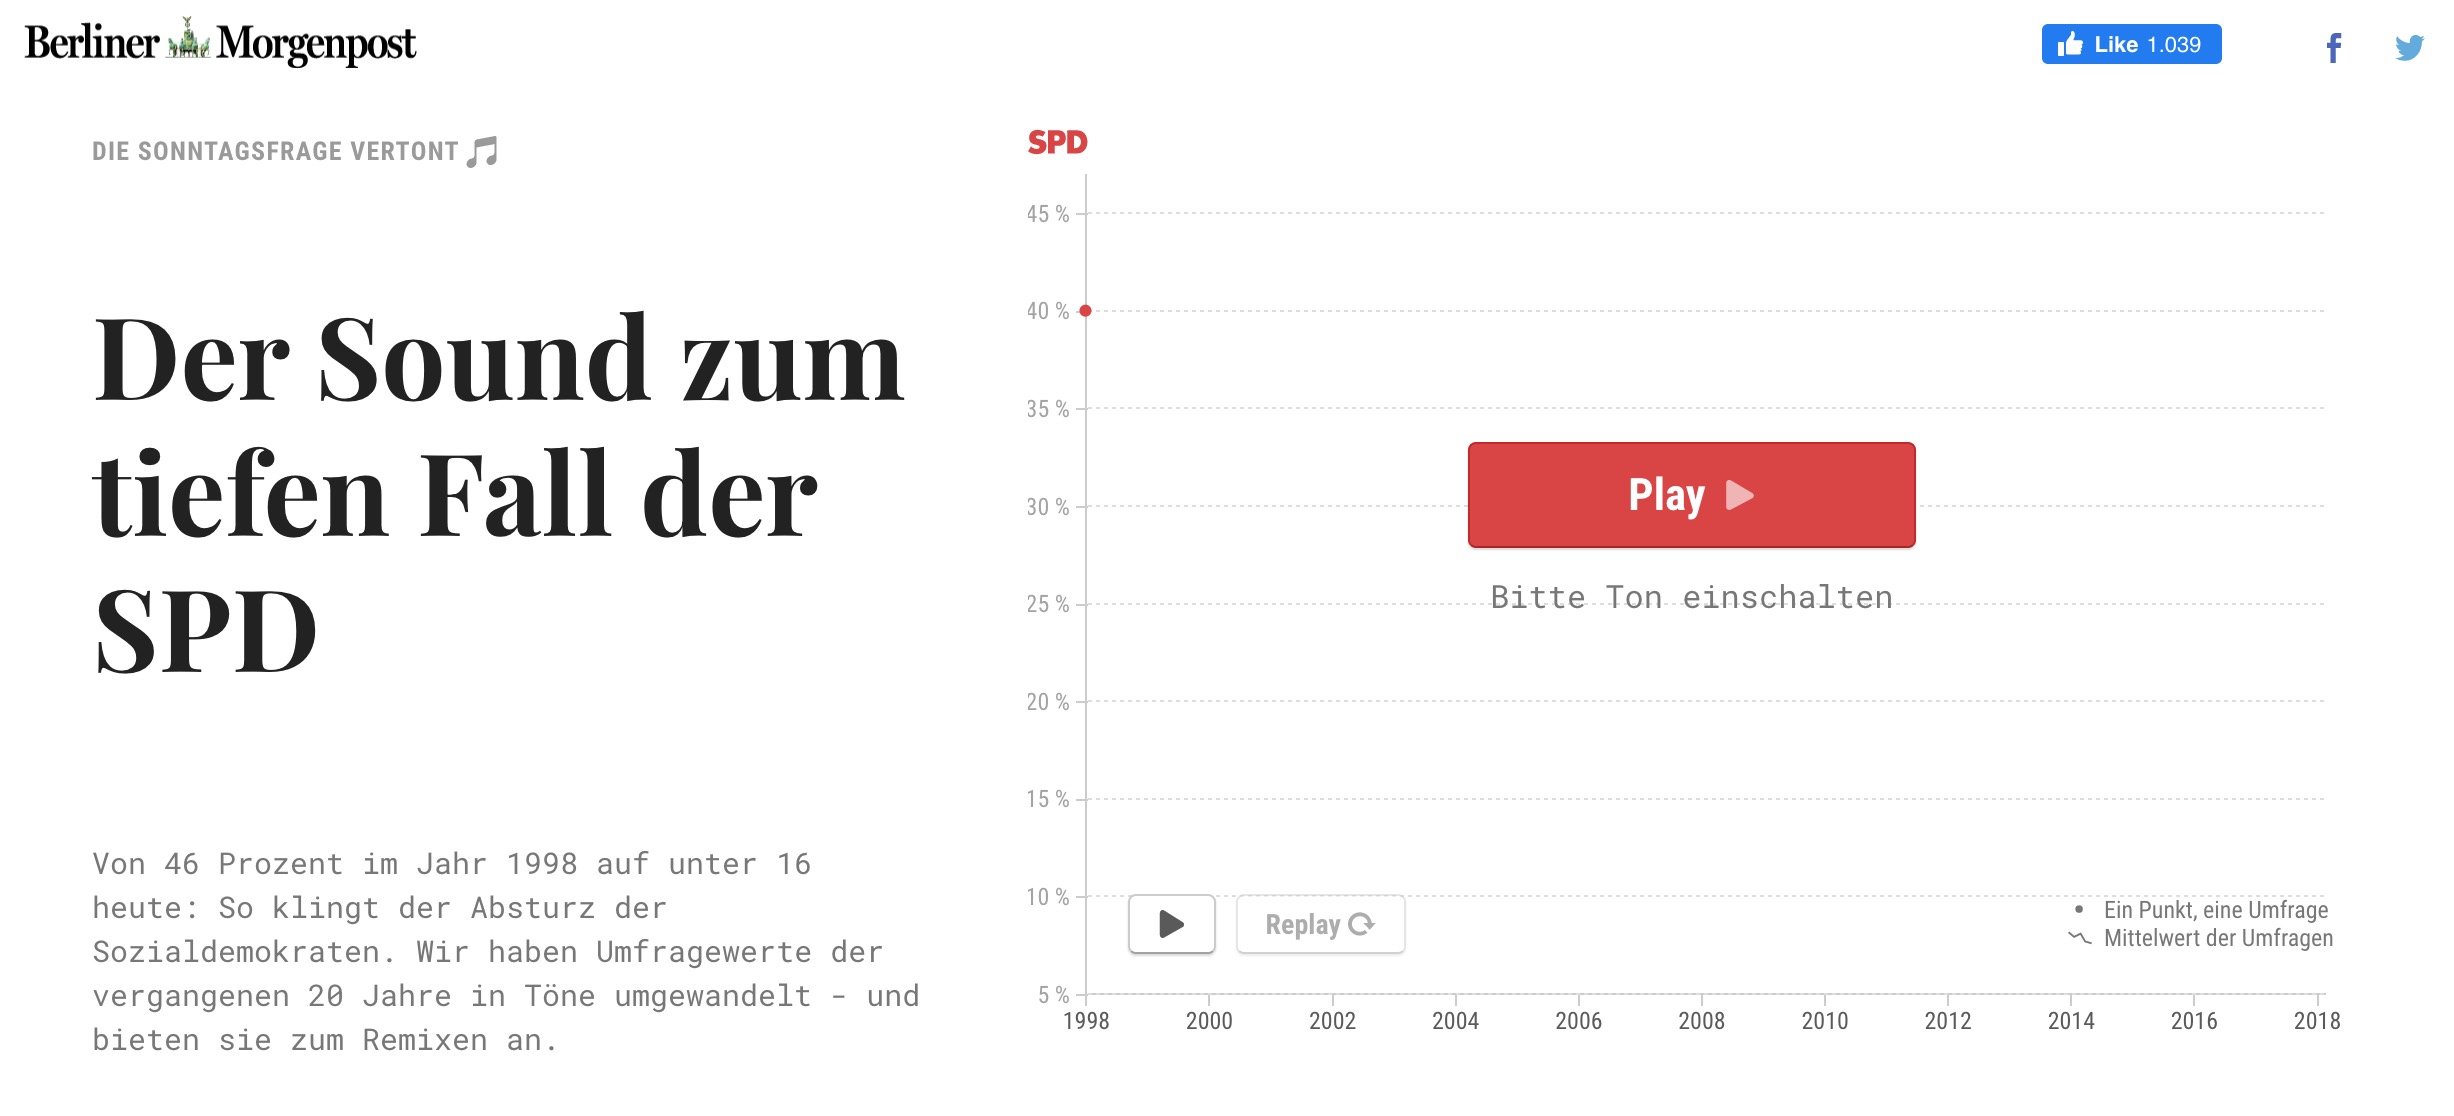 Berliner Morgenpost
Like 1.039
DIE SONNTAGSFRAGE VERTONT
Der Sound zum
tiefen Fall der
SPD
Von 46 Prozent im Jahr 1998 auf unter 16
heute: So klingt der Absturz der
Sozialdemokraten. Wir haben Umfragewerte der
vergangenen 20 Jahre in Töne umgewandelt - und
bieten sie zum Remixen an.
SPD
45 %
40 %
35 %
30 %
25 %
20 %
15 %
10 %
5 %
Play
Bitte Ton einschalten
Replay
Ein Punkt, eine Umfrage
Mittelwert der Umfragen
1998 2000 2002 2004 2006 2008 2010 2012 2014 2016 2018